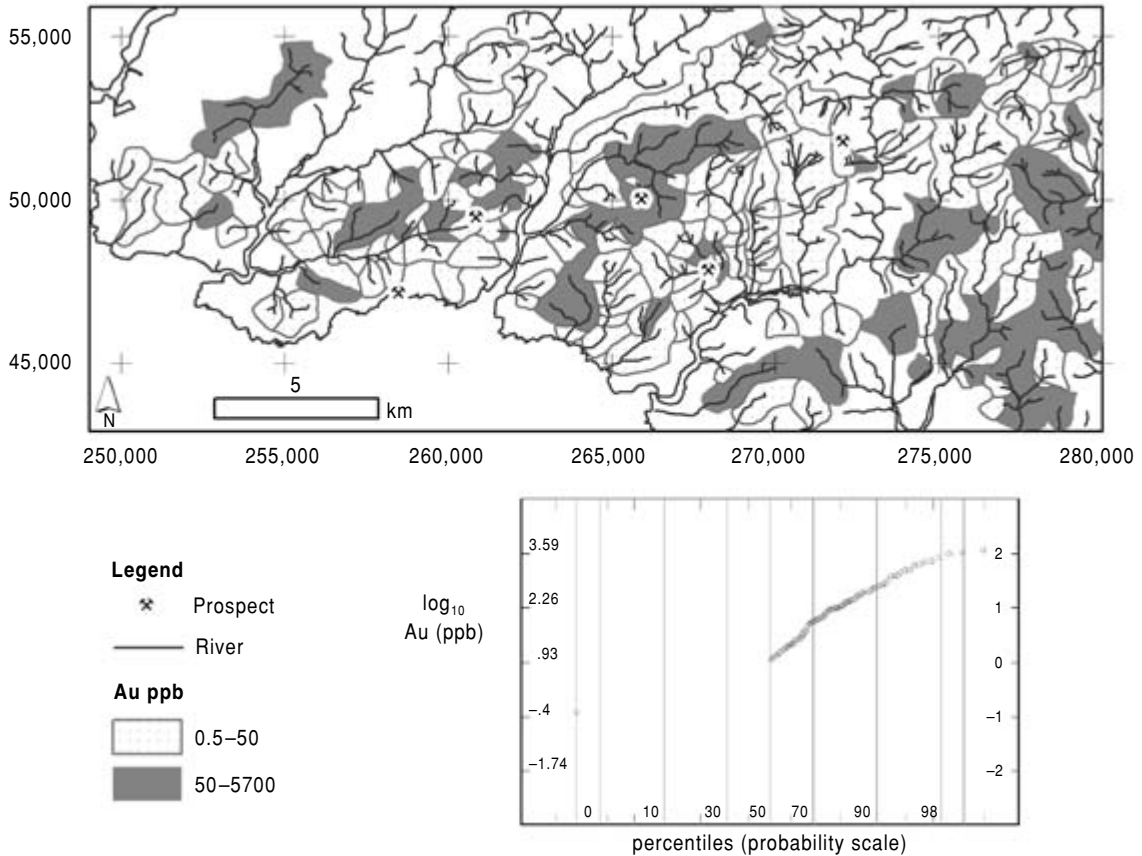 55,000
50,000
45,000
N
5
km
250,000 255,000 260,000 265,000 270,000 275,000 280,000
Legend
Prospect
River
Au ppb
0.5–50
50–5700
log10
Au (ppb)
3.59 2
2.26 1
.93 0
–.4 –1
–1.74 –2
0 10 30 50 70 90 98
percentiles (probability scale)